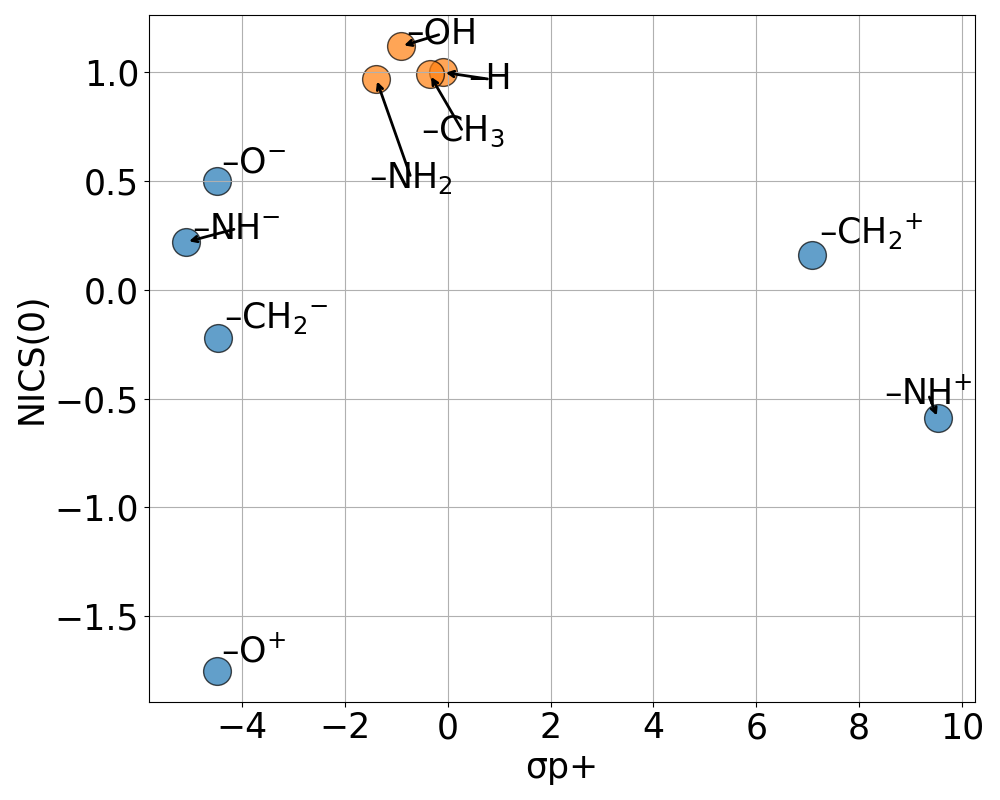 –OH
1.0
–H
–CH₃
–NH₂
–O⁻
0.5
–NH⁻
–CH₂⁺
0.0
–CH₂⁻
NICS(0)
–NH⁺
−0.5
−1.0
−1.5
–O⁺
−4 −2 0 2 4 6 8 10
σp+